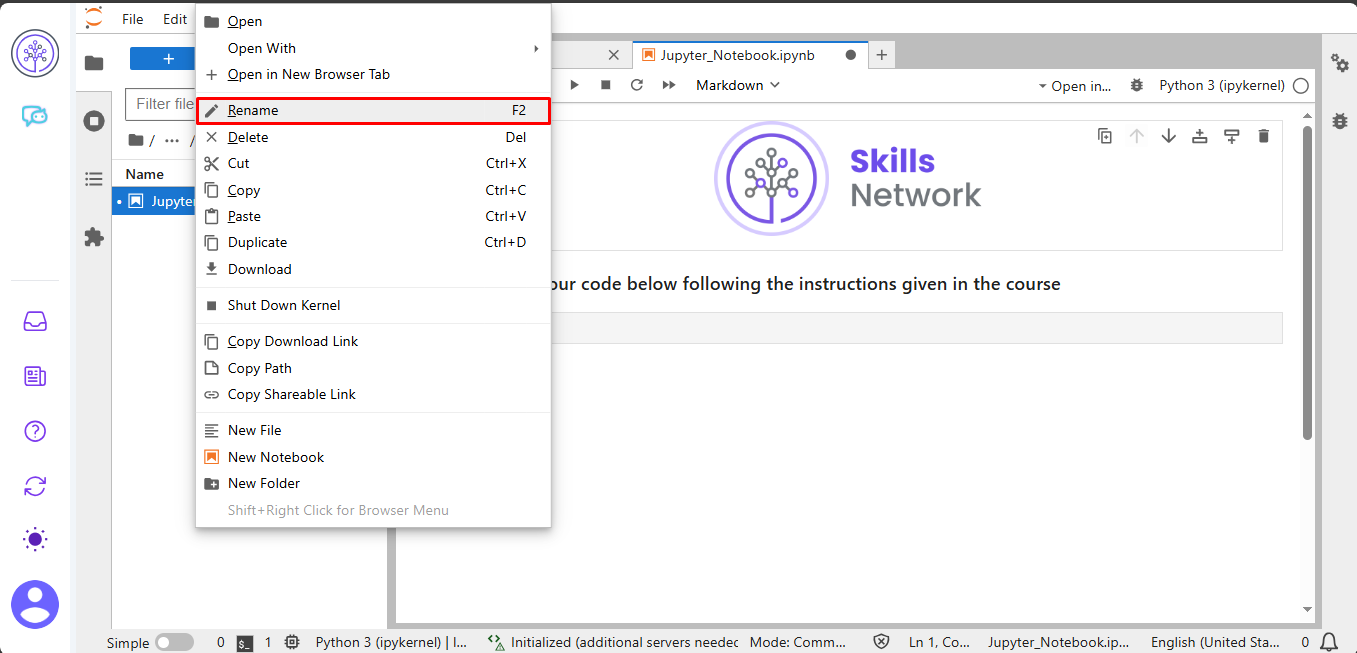 File Edit
+
Filter file
/ ... /
Name
Jupyter
Open
Open With
Open in New Browser Tab
Rename F2
Delete Del
Cut Ctrl+X
Copy Ctrl+C
Paste Ctrl+V
Duplicate Ctrl+D
Download
Shut Down Kernel
Copy Download Link
Copy Path
Copy Shareable Link
New File
New Notebook
New Folder
Shift+Right Click for Browser Menu
Jupyter_Notebook.ipynb
Markdown
Open in...
Python 3 (ipykernel)
Skills
Network
our code below following the instructions given in the course
Simple 0 $_ 1 Python 3 (ipykernel) | I... Initialized (additional servers needec Mode: Comm... Ln 1, Co... Jupyter_Notebook.ip... English (United Sta... 0